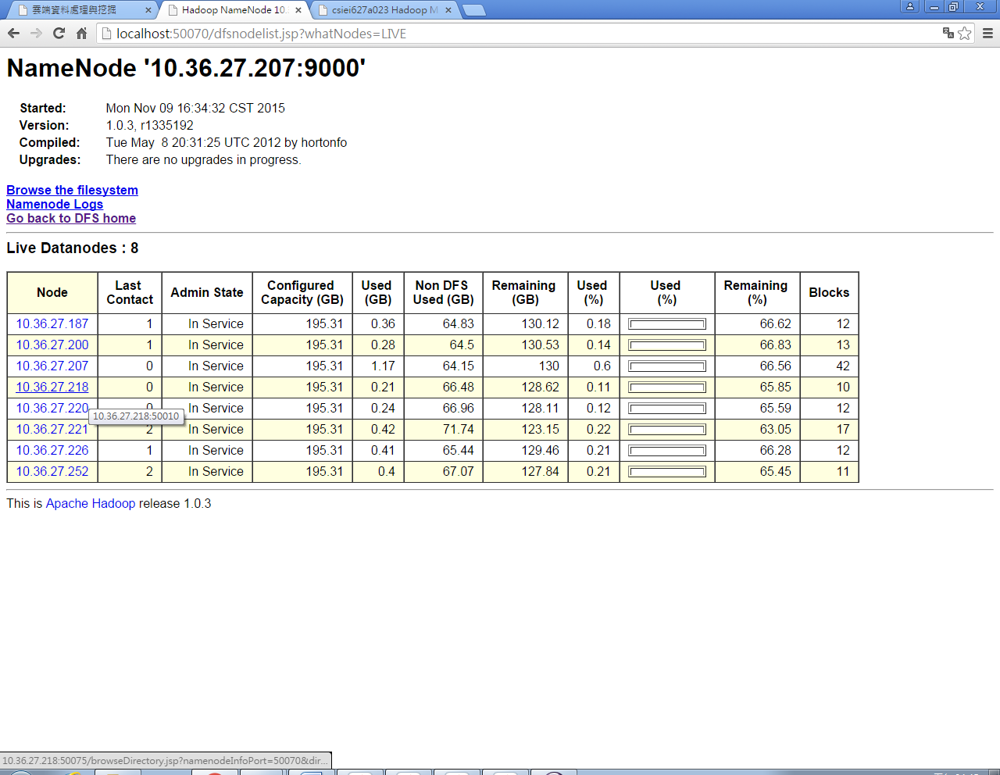 雲端資料處理與挖掘
Hadoop NameNode 10.
csiei627a023 Hadoop M
localhost:50070/dfsnodelist.jsp?whatNodes=LIVE
NameNode '10.36.27.207:9000'
Started: Mon Nov 09 16:34:32 CST 2015
Version: 1.0.3, r1335192
Compiled: Tue May 8 20:31:25 UTC 2012 by hortonfo
Upgrades: There are no upgrades in progress.
Browse the filesystem
Namenode Logs
Go back to DFS home
Live Datanodes : 8
Node Last Contact Admin State Configured Capacity (GB) Used (GB) Non DFS Used (GB) Remaining (GB) Used (%) Used (%) Remaining (%) Blocks
10.36.27.187 1 In Service 195.31 0.36 64.83 130.12 0.18 66.62 12
10.36.27.200 1 In Service 195.31 0.28 64.5 130.53 0.14 66.83 13
10.36.27.207 0 In Service 195.31 1.17 64.15 130 0.6 66.56 42
10.36.27.218 0 In Service 195.31 0.21 66.48 128.62 0.11 65.85 10
10.36.27.220 0 In Service 195.31 0.24 66.96 128.11 0.12 65.59 12
10.36.27.218:50010
10.36.27.221 2 In Service 195.31 0.42 71.74 123.15 0.22 63.05 17
10.36.27.226 1 In Service 195.31 0.41 65.44 129.46 0.21 66.28 12
10.36.27.252 2 In Service 195.31 0.4 67.07 127.84 0.21 65.45 11
This is Apache Hadoop release 1.0.3
10.36.27.218:50075/browseDirectory.jsp?namenodeInfoPort=50070&dir...